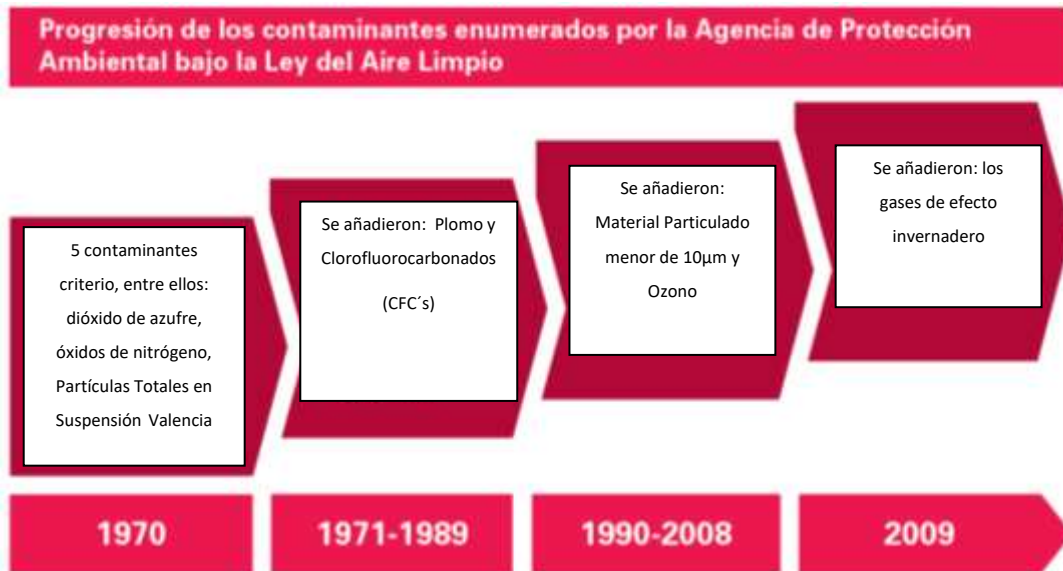 Progresión de los contaminantes enumerados por la Agencia de Protección
Ambiental bajo la Ley del Aire Limpio
5 contaminantes
criterio, entre ellos:
dióxido de azufre,
óxidos de nitrógeno,
Partículas Totales en
Suspensión Valencia
Se añadieron: Plomo y
Clorofluorocarbonados
(CFC´s)
Se añadieron:
Material Particulado
menor de 10µm y
Ozono
Se añadieron: los
gases de efecto
invernadero
1970
1971-1989
1990-2008
2009